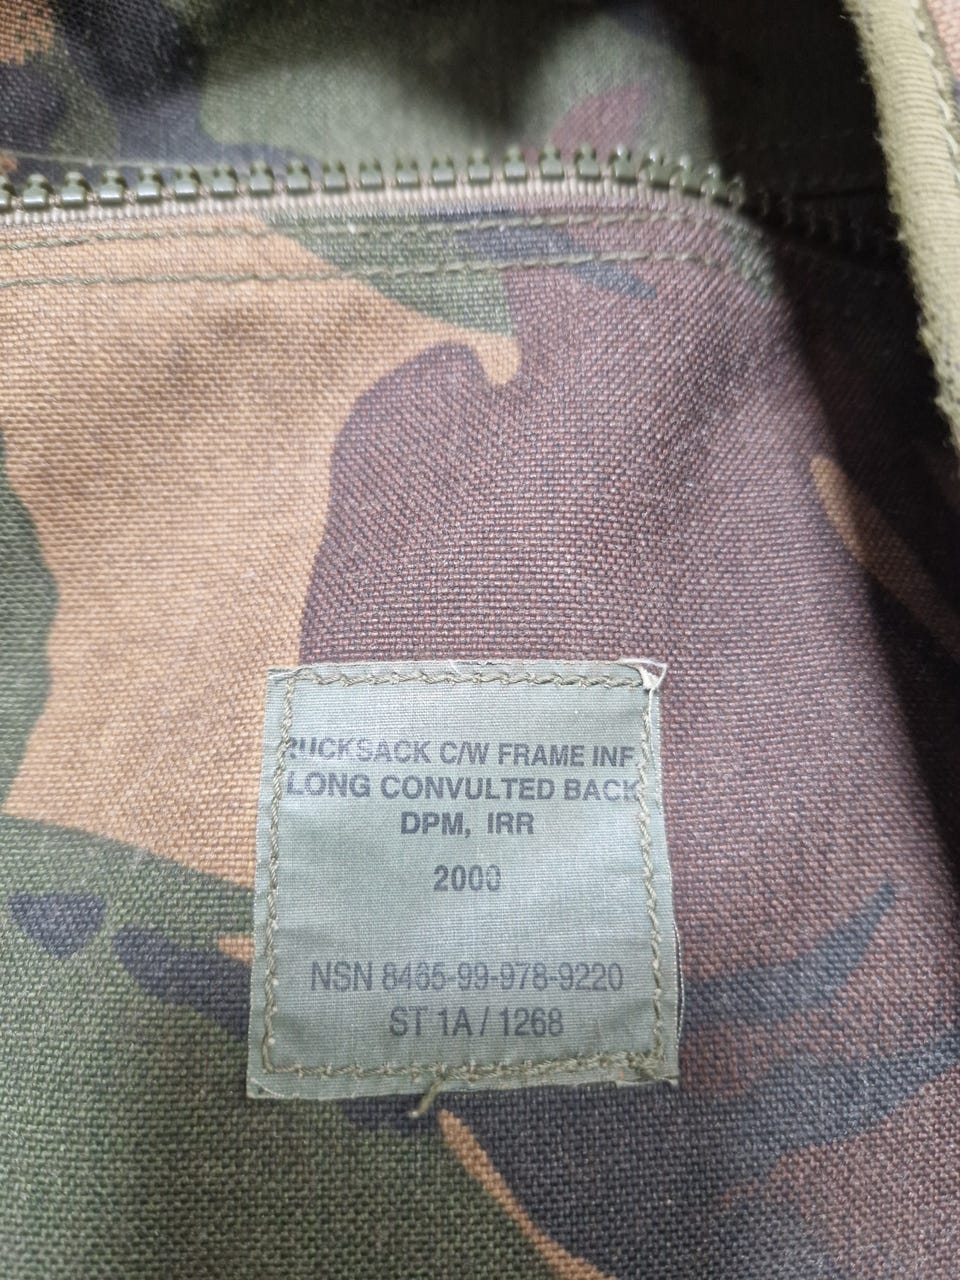 RUCKSACK C/W FRAME INF.
LONG CONVULTED BACK
DPM, IRR
2000
NSN 8465-99-978-9220
ST 1A / 1268